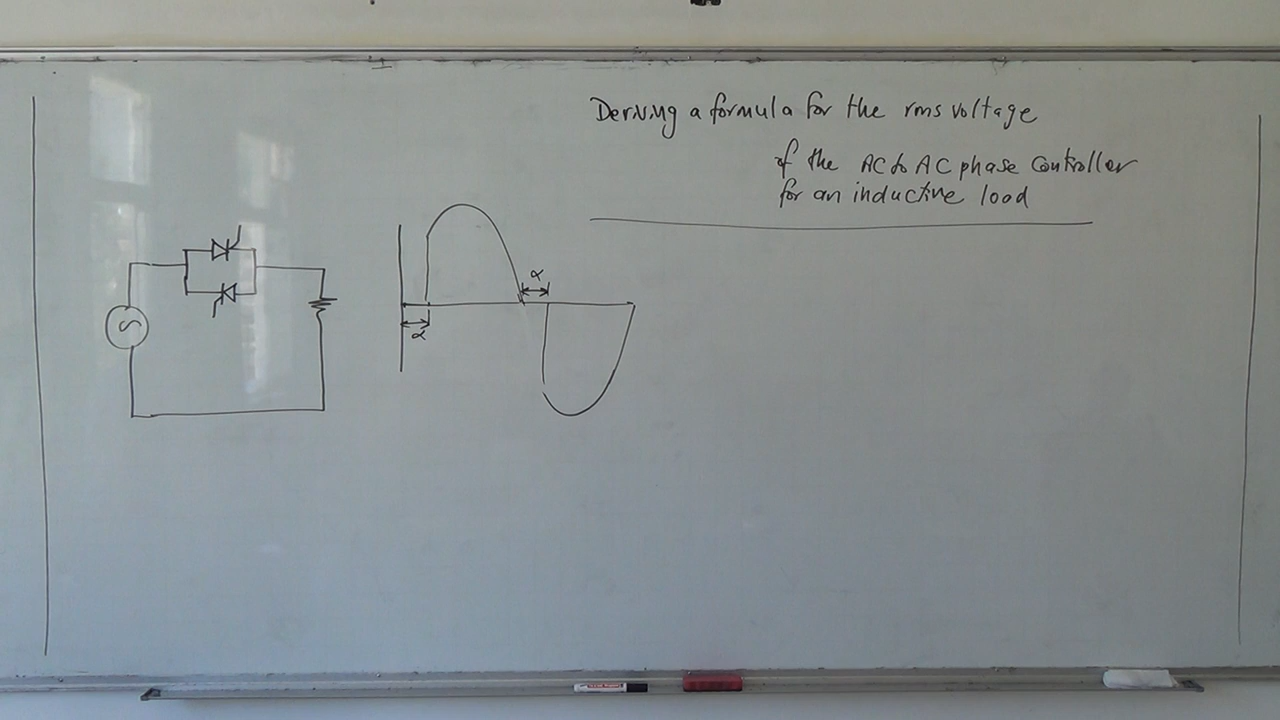 Deriving a formula for the rms voltage
of the AC to AC phase Controller
for an inductive load
α
α